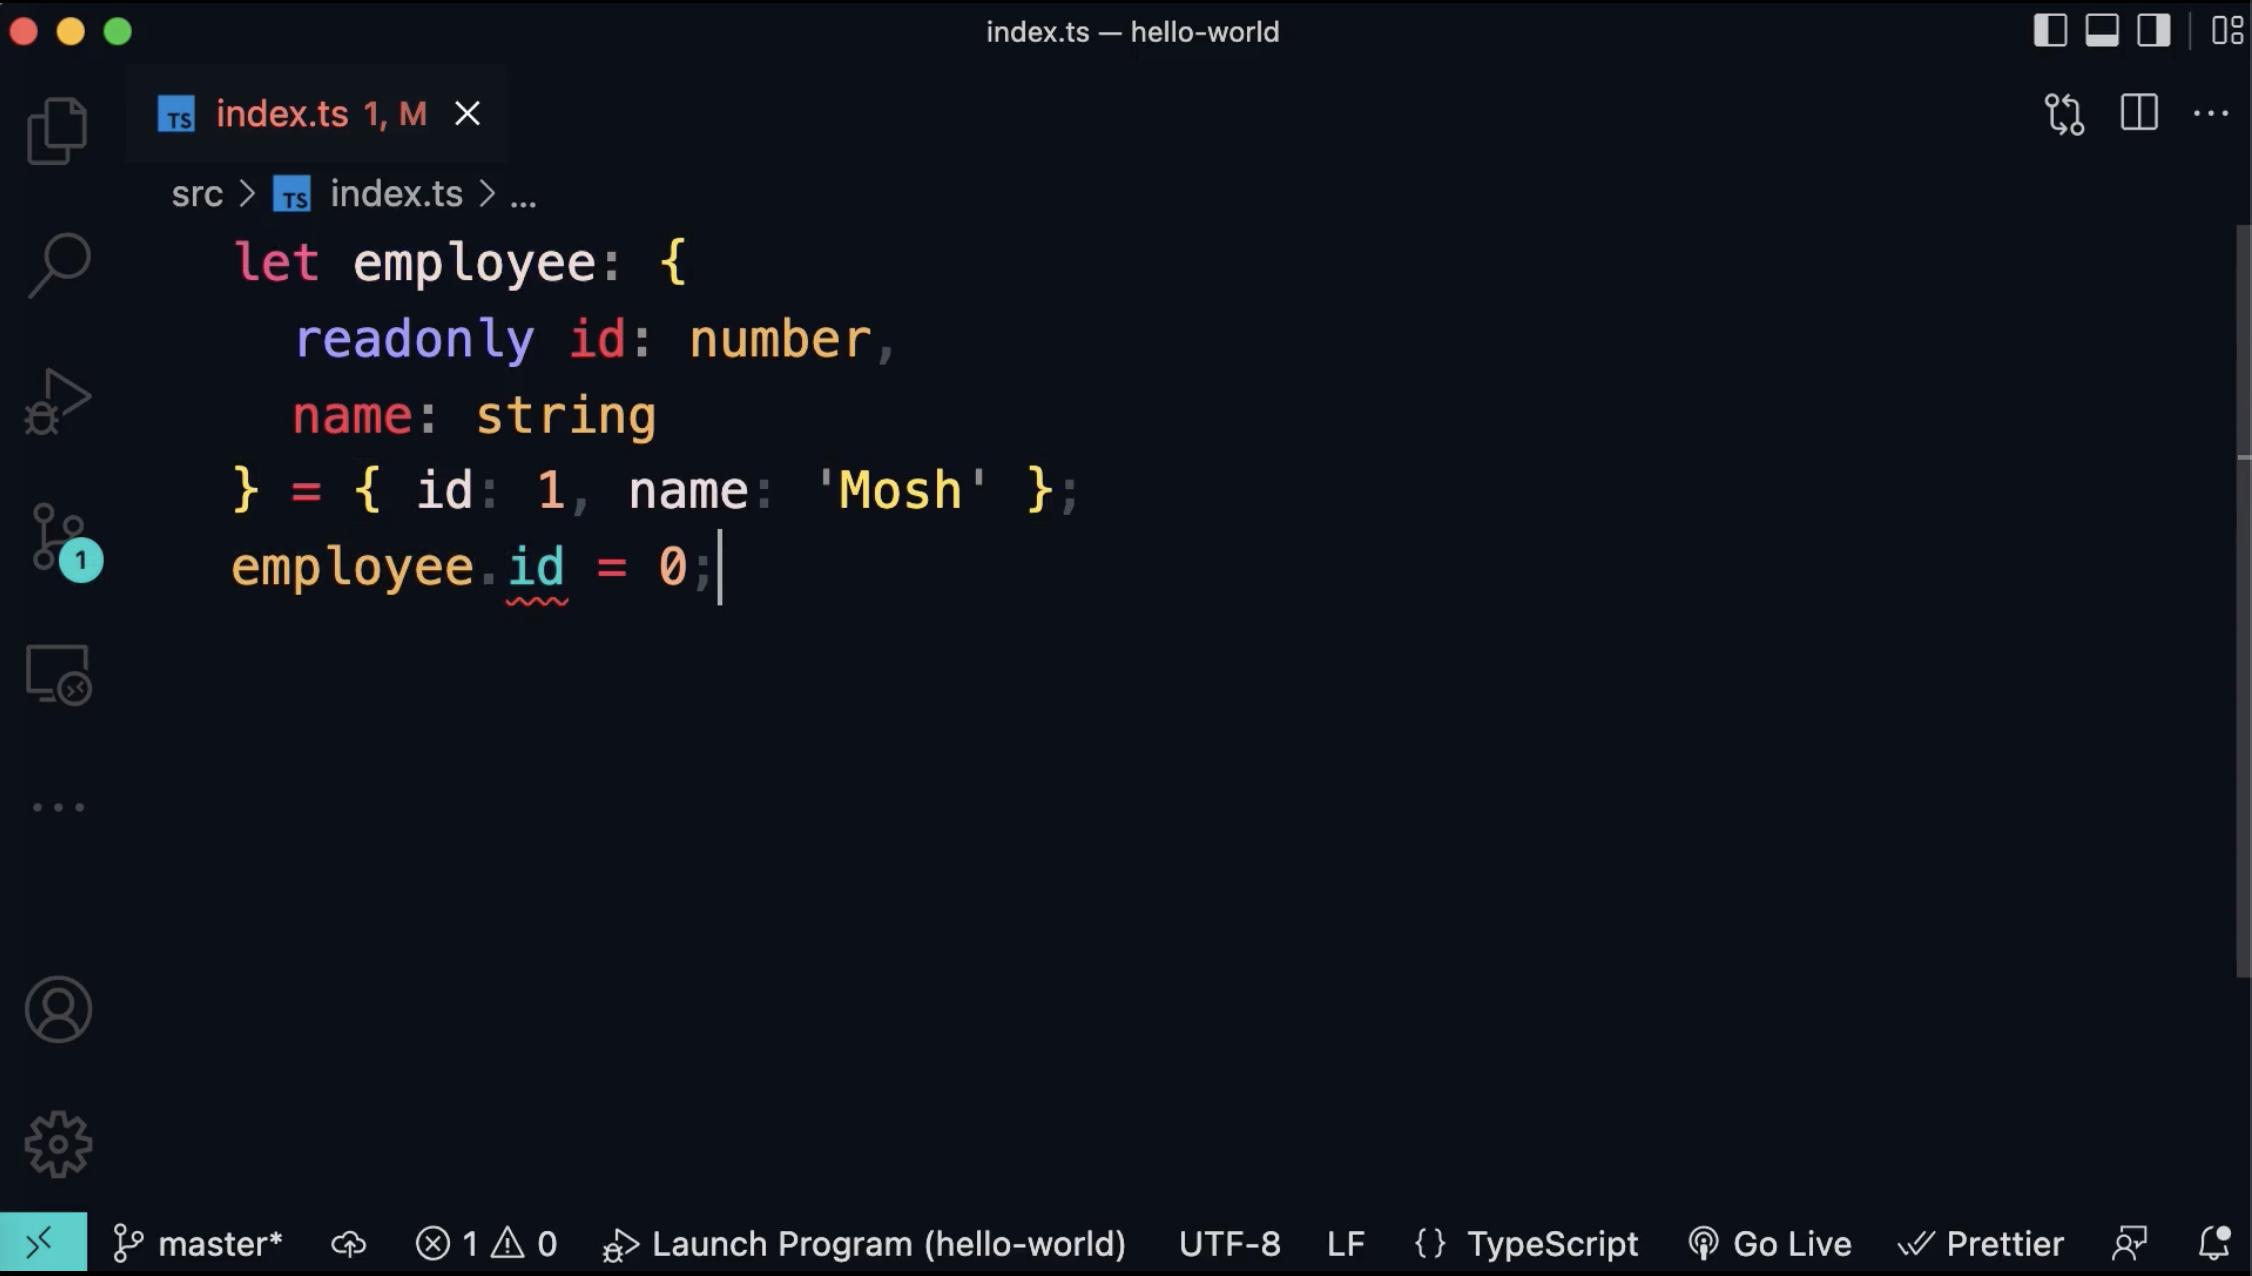 index.ts — hello-world
TS index.ts 1, M
src > TS index.ts > ...
let employee: {
readonly id: number,
name: string
} = { id: 1, name: 'Mosh' };
employee.id = 0;
1
master* 1 0 Launch Program (hello-world) UTF-8 LF {} TypeScript Go Live Prettier